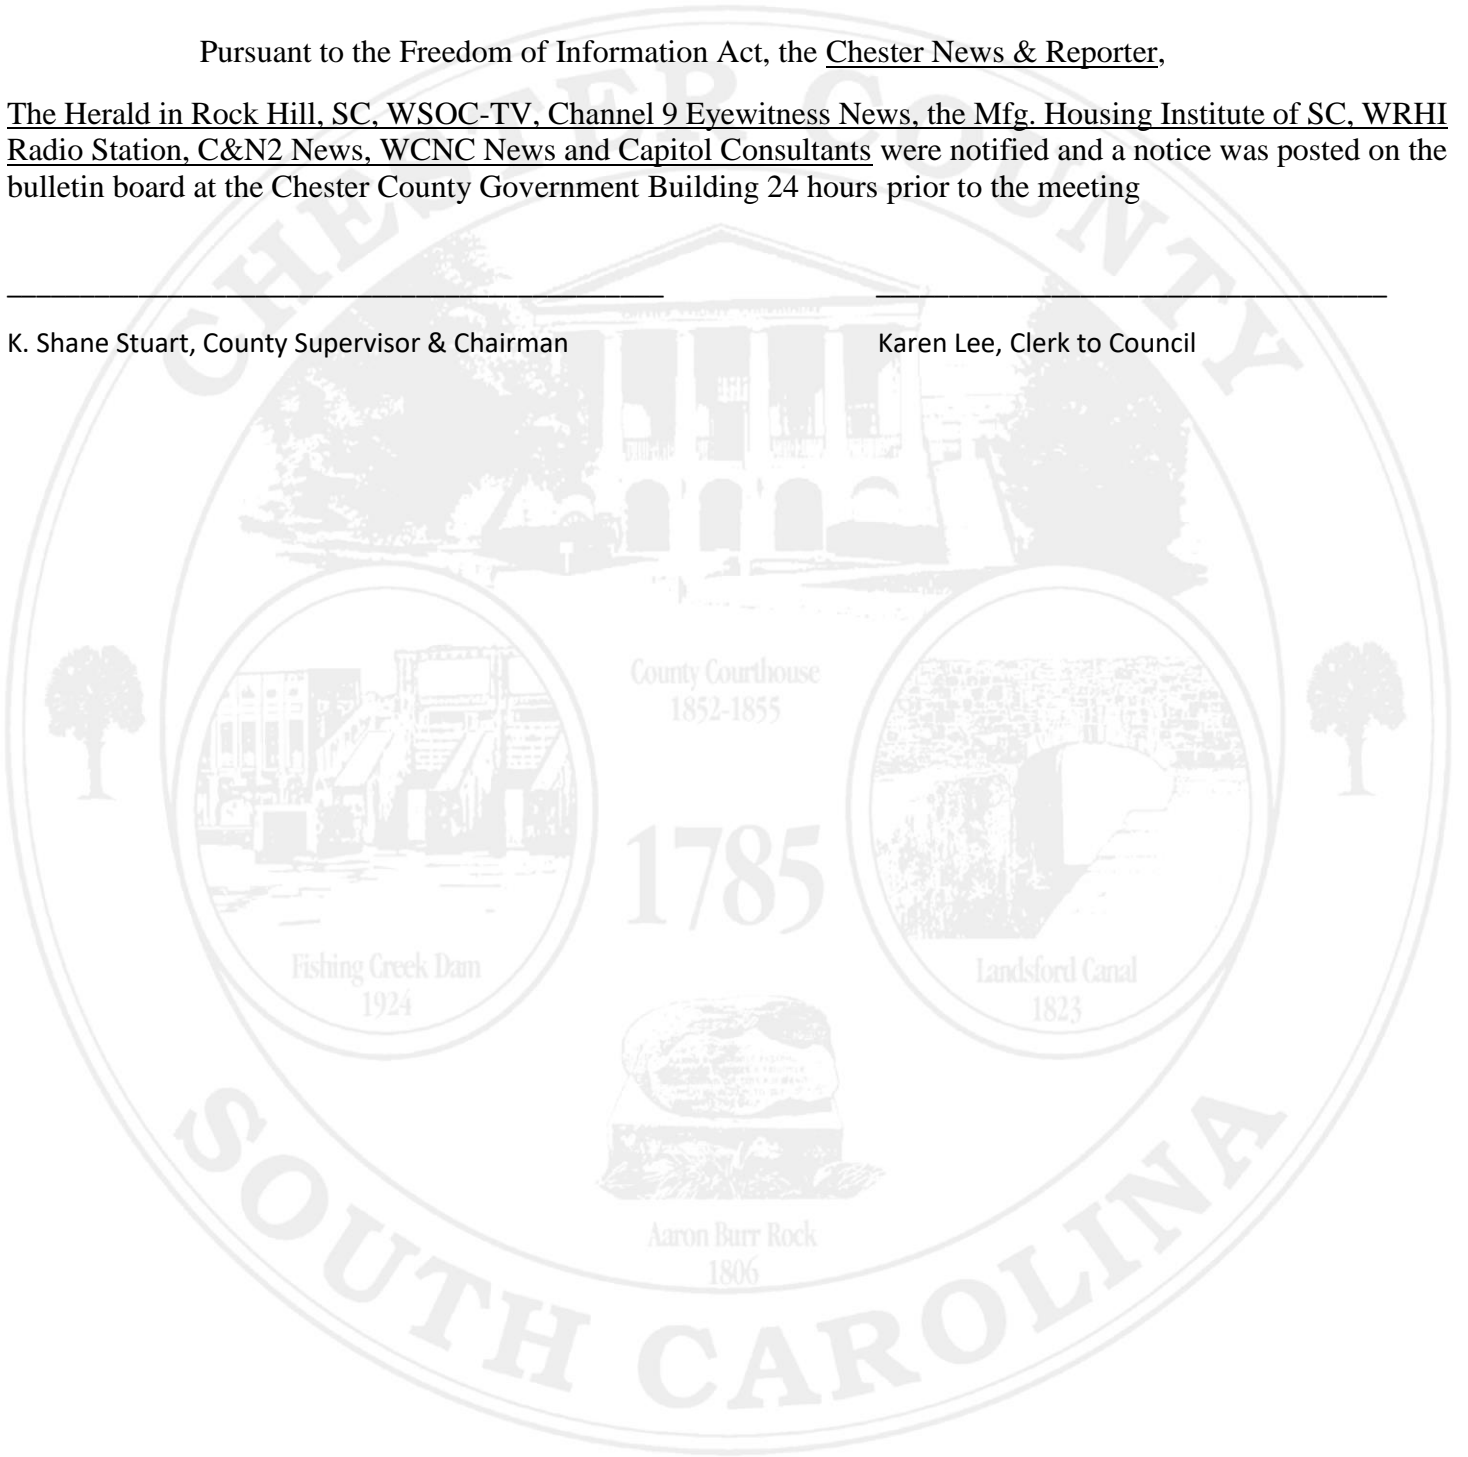 Pursuant to the Freedom of Information Act, the Chester News & Reporter,
The Herald in Rock Hill, SC, WSOC-TV, Channel 9 Eyewitness News, the Mfg. Housing Institute of SC, WRHI
Radio Station, C&N2 News, WCNC News and Capitol Consultants were notified and a notice was posted on the
bulletin board at the Chester County Government Building 24 hours prior to the meeting
K. Shane Stuart, County Supervisor & Chairman
Karen Lee, Clerk to Council
CHESTER COUNTY
County Courthouse
1852-1855
1785
Fishing Creek Dam
1924
Landsford Canal
1823
Aaron Burr Rock
1806
SOUTH CAROLINA